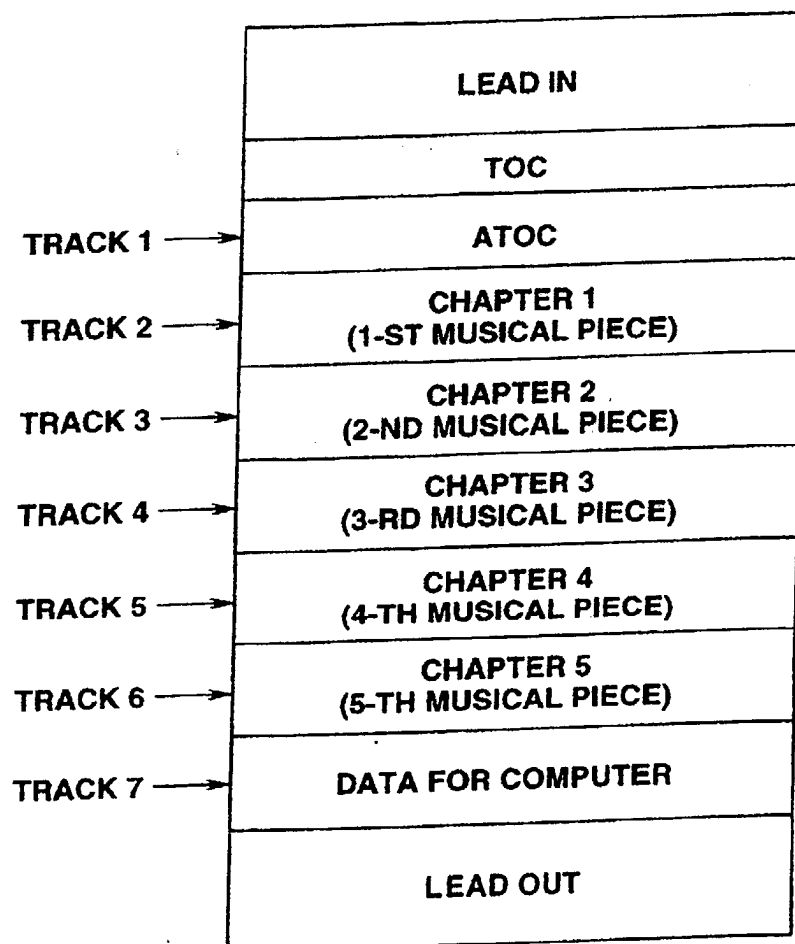 LEAD IN
TOC
TRACK 1
ATOC
TRACK 2
CHAPTER 1
(1-ST MUSICAL PIECE)
TRACK 3
CHAPTER 2
(2-ND MUSICAL PIECE)
TRACK 4
CHAPTER 3
(3-RD MUSICAL PIECE)
TRACK 5
CHAPTER 4
(4-TH MUSICAL PIECE)
TRACK 6
CHAPTER 5
(5-TH MUSICAL PIECE)
TRACK 7
DATA FOR COMPUTER
LEAD OUT